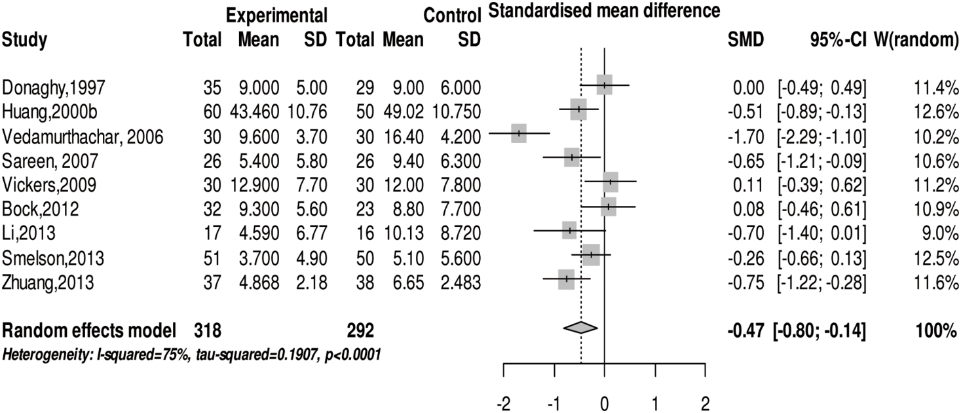 Experimental Control Standardised mean difference
Study Total Mean SD Total Mean SD SMD 95%-CI W(random)
Donaghy,1997 35 9.000 5.00 29 9.00 6.000 0.00 [-0.49; 0.49] 11.4%
Huang,2000b 60 43.460 10.76 50 49.02 10.750 -0.51 [-0.89; -0.13] 12.6%
Vedamurthachar, 2006 30 9.600 3.70 30 16.40 4.200 -1.70 [-2.29; -1.10] 10.2%
Sareen, 2007 26 5.400 5.80 26 9.40 6.300 -0.65 [-1.21; -0.09] 10.6%
Vickers,2009 30 12.900 7.70 30 12.00 7.800 0.11 [-0.39; 0.62] 11.2%
Bock,2012 32 9.300 5.60 23 8.80 7.700 0.08 [-0.46; 0.61] 10.9%
Li,2013 17 4.590 6.77 16 10.13 8.720 -0.70 [-1.40; 0.01] 9.0%
Smelson,2013 51 3.700 4.90 50 5.10 5.600 -0.26 [-0.66; 0.13] 12.5%
Zhuang,2013 37 4.868 2.18 38 6.65 2.483 -0.75 [-1.22; -0.28] 11.6%
Random effects model 318 292 -0.47 [-0.80; -0.14] 100%
Heterogeneity: I-squared=75%, tau-squared=0.1907, p<0.0001
-2 -1 0 1 2